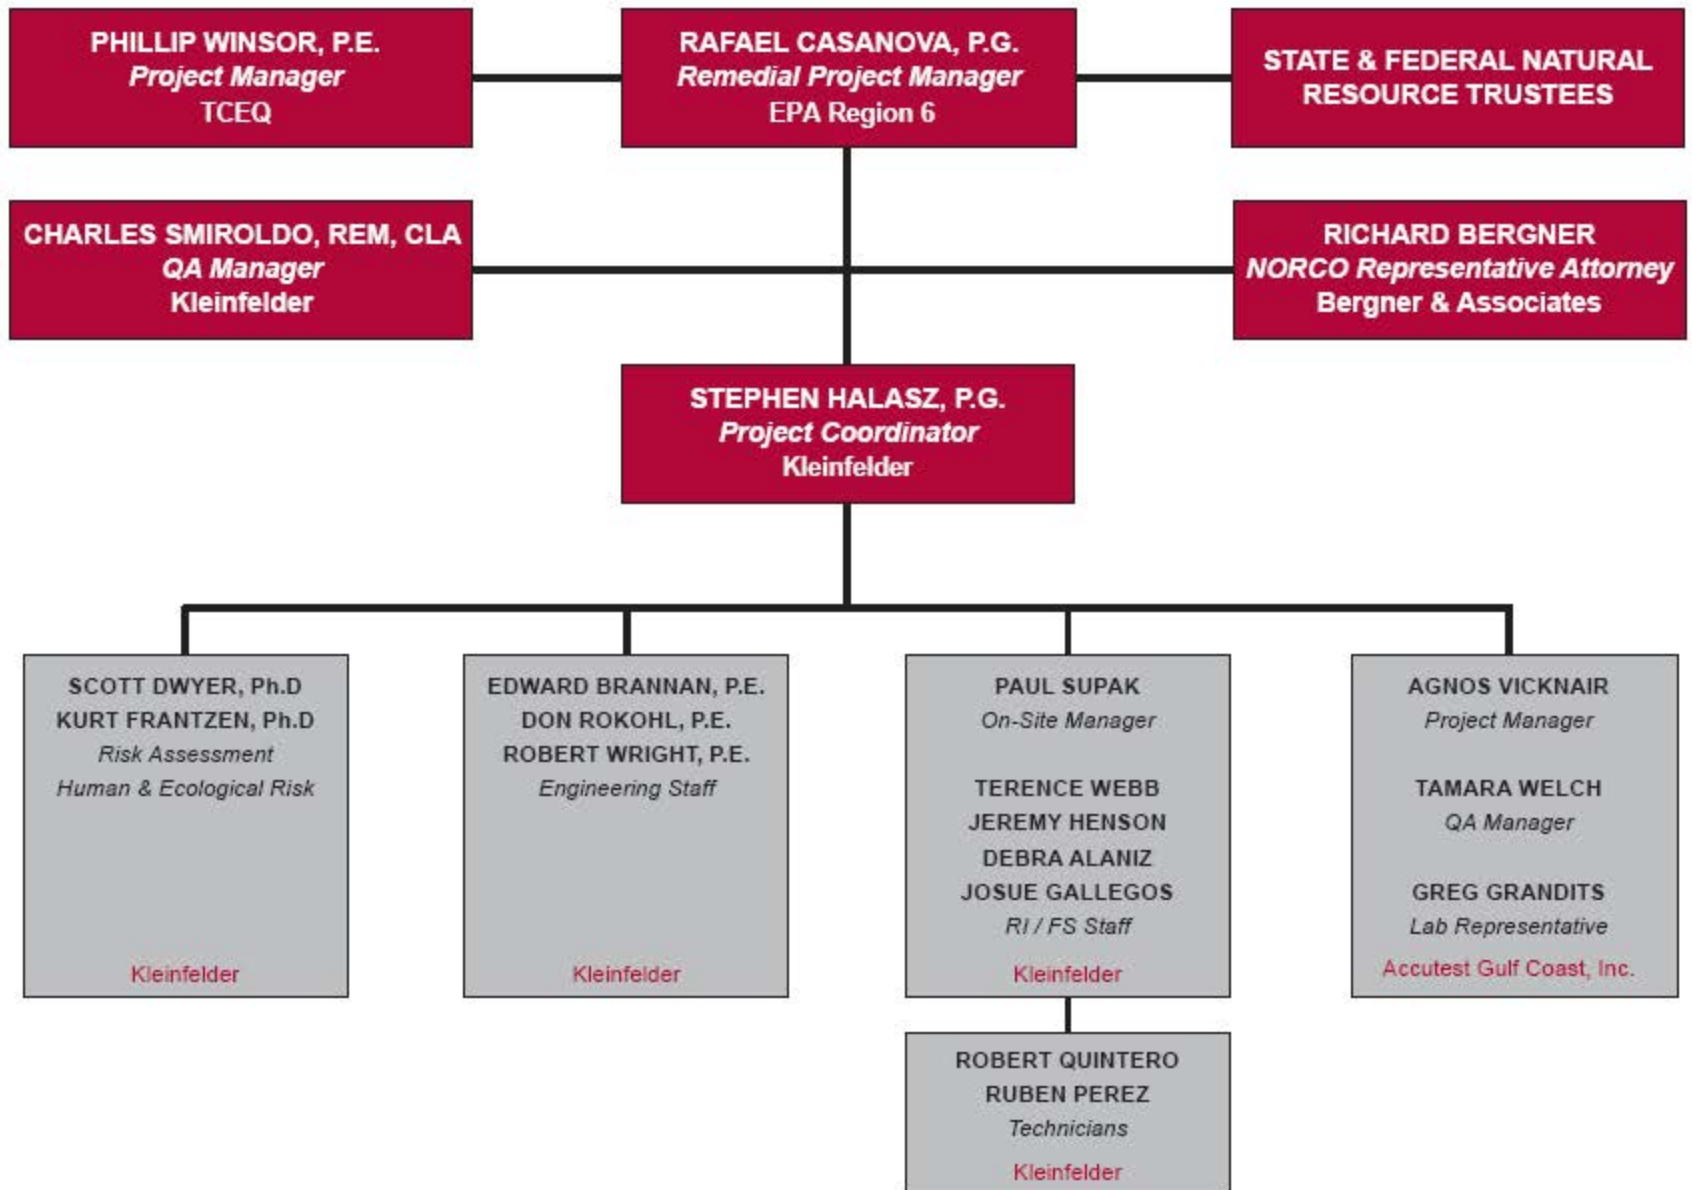 PHILLIP WINSOR, P.E.
Project Manager
TCEQ
RAFAEL CASANOVA, P.G.
Remedial Project Manager
EPA Region 6
STATE & FEDERAL NATURAL
RESOURCE TRUSTEES
CHARLES SMIROLDO, REM, CLA
QA Manager
Kleinfelder
RICHARD BERGNER
NORCO Representative Attorney
Bergner & Associates
STEPHEN HALASZ, P.G.
Project Coordinator
Kleinfelder
SCOTT DWYER, Ph.D
KURT FRANTZEN, Ph.D
Risk Assessment
Human & Ecological Risk
Kleinfelder
EDWARD BRANNAN, P.E.
DON ROKOHL, P.E.
ROBERT WRIGHT, P.E.
Engineering Staff
Kleinfelder
PAUL SUPAK
On-Site Manager
TERENCE WEBB
JEREMY HENSON
DEBRA ALANIZ
JOSUE GALLEGOS
RI / FS Staff
Kleinfelder
AGNOS VICKNAIR
Project Manager
TAMARA WELCH
QA Manager
GREG GRANDITS
Lab Representative
Accutest Gulf Coast, Inc.
ROBERT QUINTERO
RUBEN PEREZ
Technicians
Kleinfelder